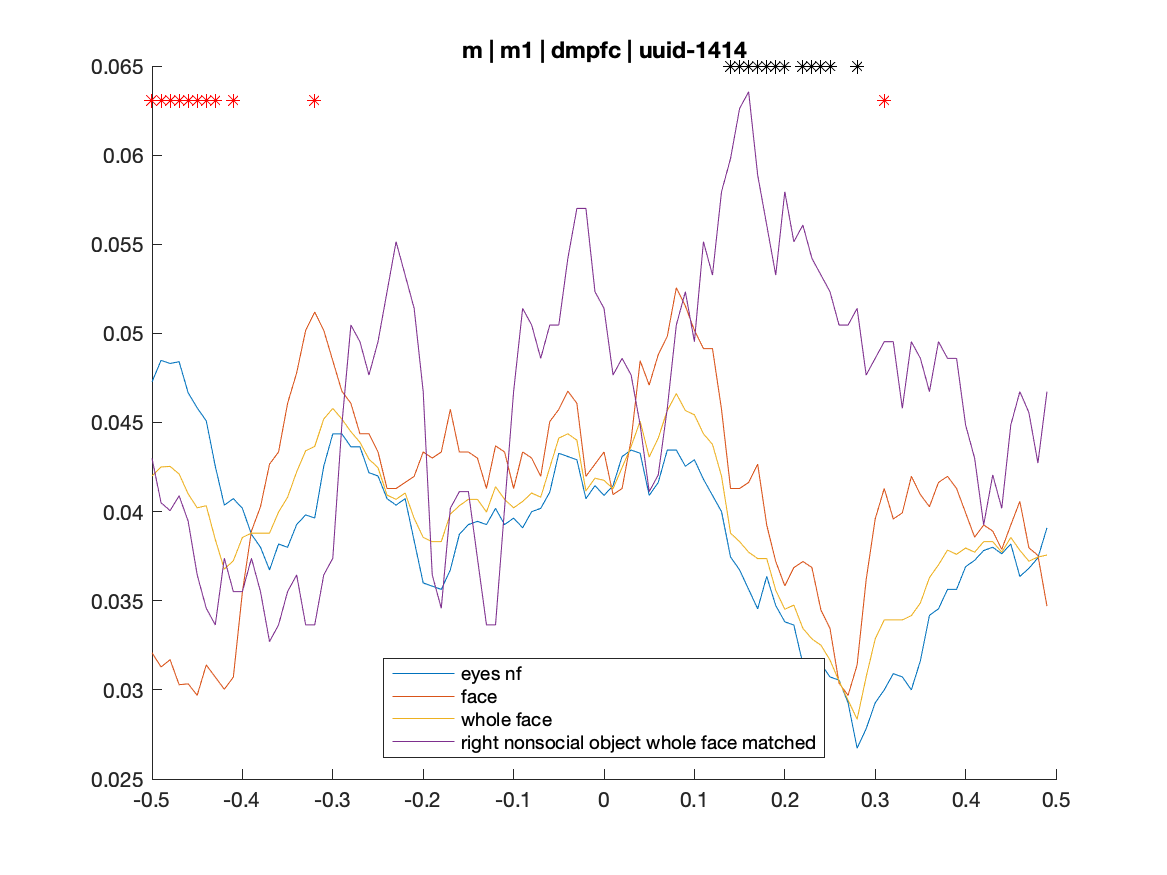 m | m1 | dmpfc | uuid-1414
0.065
0.06
0.055
0.05
0.045
0.04
0.035
0.03
0.025
eyes nf
face
whole face
right nonsocial object whole face matched
-0.5 -0.4 -0.3 -0.2 -0.1 0 0.1 0.2 0.3 0.4 0.5